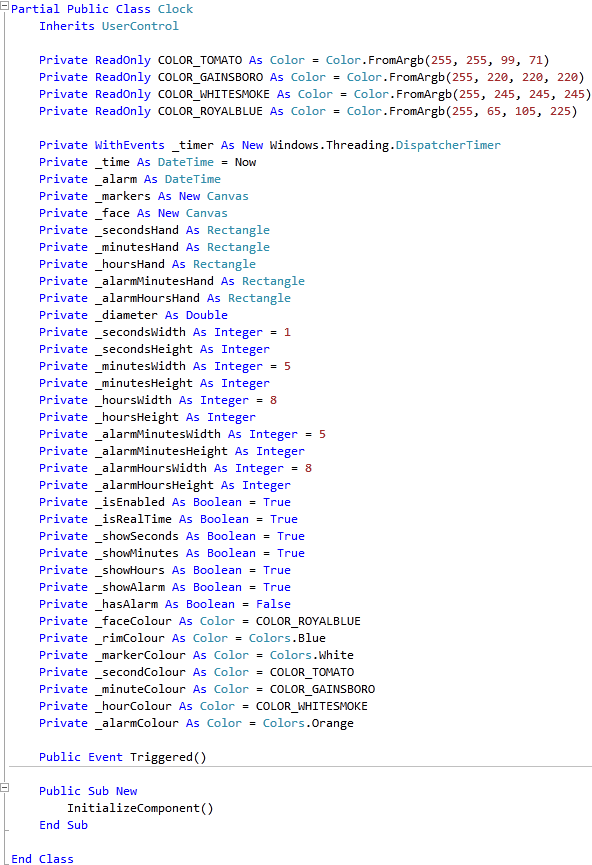 Partial Public Class Clock
Inherits UserControl
Private ReadOnly COLOR_TOMATO As Color = Color.FromArgb(255, 255, 99, 71)
Private ReadOnly COLOR_GAINSBORO As Color = Color.FromArgb(255, 220, 220, 220)
Private ReadOnly COLOR_WHITESMOKE As Color = Color.FromArgb(255, 245, 245, 245)
Private ReadOnly COLOR_ROYALBLUE As Color = Color.FromArgb(255, 65, 105, 225)
Private WithEvents _timer As New Windows.Threading.DispatcherTimer
Private _time As DateTime = Now
Private _alarm As DateTime
Private _markers As New Canvas
Private _face As New Canvas
Private _secondsHand As Rectangle
Private _minutesHand As Rectangle
Private _hoursHand As Rectangle
Private _alarmMinutesHand As Rectangle
Private _alarmHoursHand As Rectangle
Private _diameter As Double
Private _secondsWidth As Integer = 1
Private _secondsHeight As Integer
Private _minutesWidth As Integer = 5
Private _minutesHeight As Integer
Private _hoursWidth As Integer = 8
Private _hoursHeight As Integer
Private _alarmMinutesWidth As Integer = 5
Private _alarmMinutesHeight As Integer
Private _alarmHoursWidth As Integer = 8
Private _alarmHoursHeight As Integer
Private _isEnabled As Boolean = True
Private _isRealTime As Boolean = True
Private _showSeconds As Boolean = True
Private _showMinutes As Boolean = True
Private _showHours As Boolean = True
Private _showAlarm As Boolean = True
Private _hasAlarm As Boolean = False
Private _faceColour As Color = COLOR_ROYALBLUE
Private _rimColour As Color = Colors.Blue
Private _markerColour As Color = Colors.White
Private _secondColour As Color = COLOR_TOMATO
Private _minuteColour As Color = COLOR_GAINSBORO
Private _hourColour As Color = COLOR_WHITESMOKE
Private _alarmColour As Color = Colors.Orange
Public Event Triggered()
Public Sub New
InitializeComponent()
End Sub
End Class